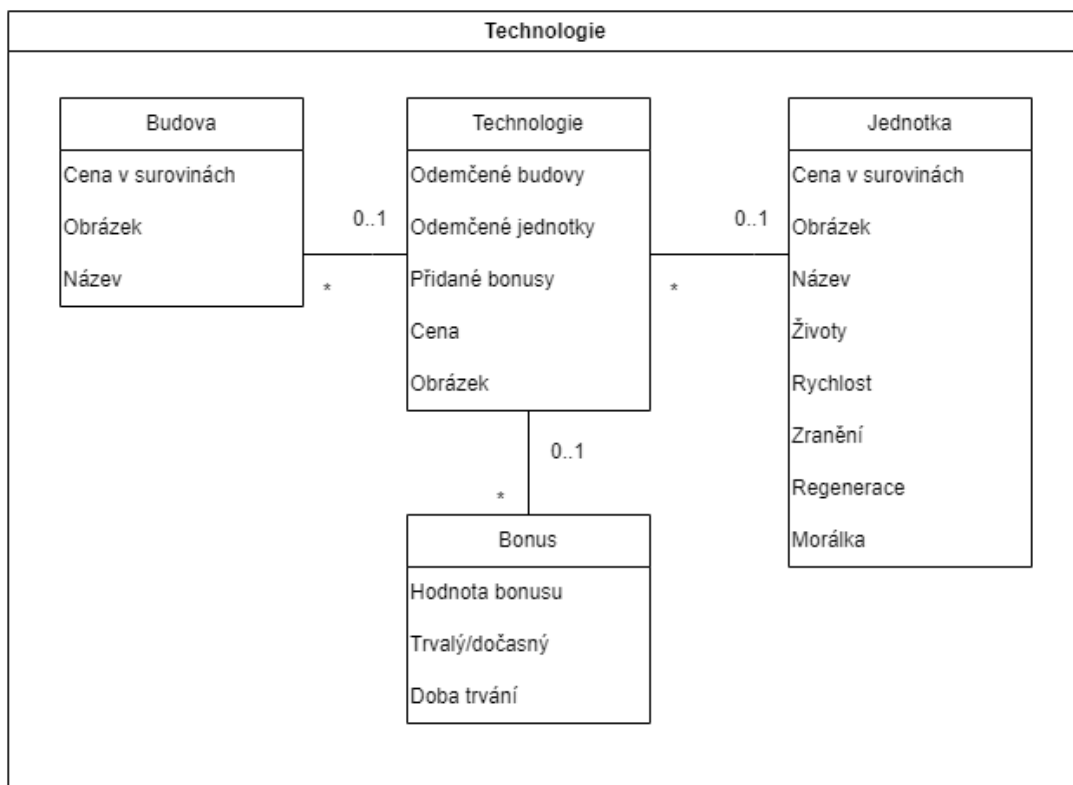 Technologie
Budova
Cena v surovinách
Obrázek
Název
0..1
*
Technologie
Odemčené budovy
Odemčené jednotky
Přidané bonusy
Cena
Obrázek
0..1
*
Jednotka
Cena v surovinách
Obrázek
Název
Životy
Rychlost
Zranění
Regenerace
Morálka
0..1
*
Bonus
Hodnota bonusu
Trvalý/dočasný
Doba trvání